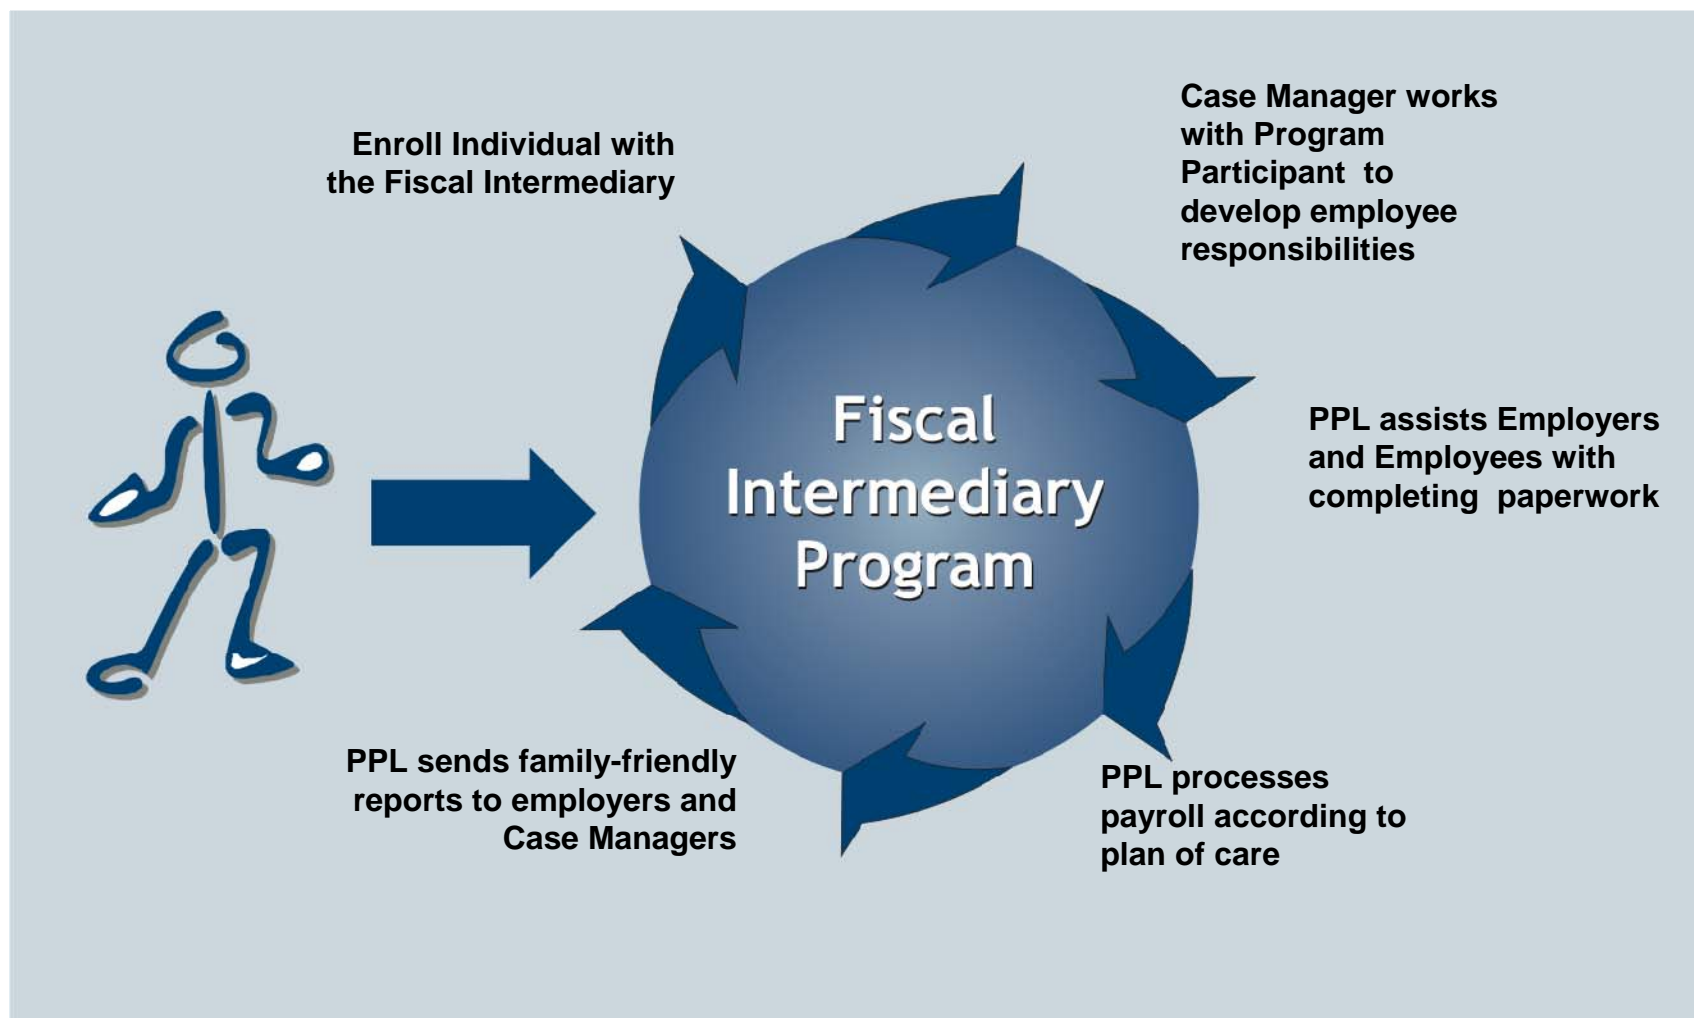 Enroll Individual with
the Fiscal Intermediary
Case Manager works
with Program
Participant to
develop employee
responsibilities
PPL assists Employers
and Employees with
completing paperwork
PPL processes
payroll according to
plan of care
PPL sends family-friendly
reports to employers and
Case Managers
Fiscal
Intermediary
Program